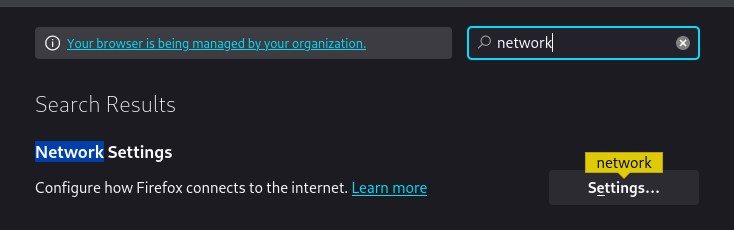 Your browser is being managed by your organization.
network
Search Results
Network Settings
network
Configure how Firefox connects to the internet. Learn more
Settings...